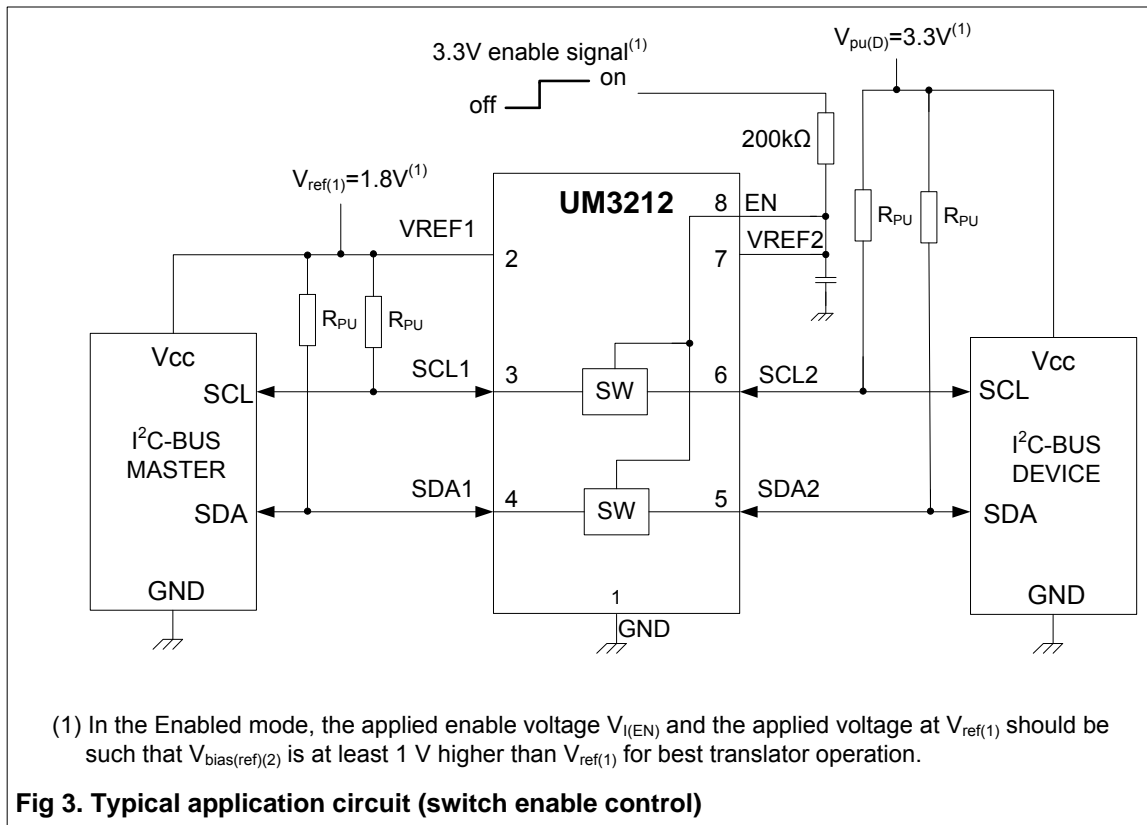 3.3V enable signal(1)
on
off
Vpu(D)=3.3V(1)
200kΩ
Vref(1)=1.8V(1)
UM3212
8 EN
VREF1
VREF2
2
7
RPU
RPU
RPU
RPU
Vcc
SCL
SCL1
3
SW
6
SCL2
Vcc
SCL
I2C-BUS
MASTER
I2C-BUS
DEVICE
SDA
SDA1
4
SW
5
SDA2
SDA
GND
1
GND
GND
(1) In the Enabled mode, the applied enable voltage VI(EN) and the applied voltage at Vref(1) should be
such that Vbias(ref)(2) is at least 1 V higher than Vref(1) for best translator operation.
Fig 3. Typical application circuit (switch enable control)